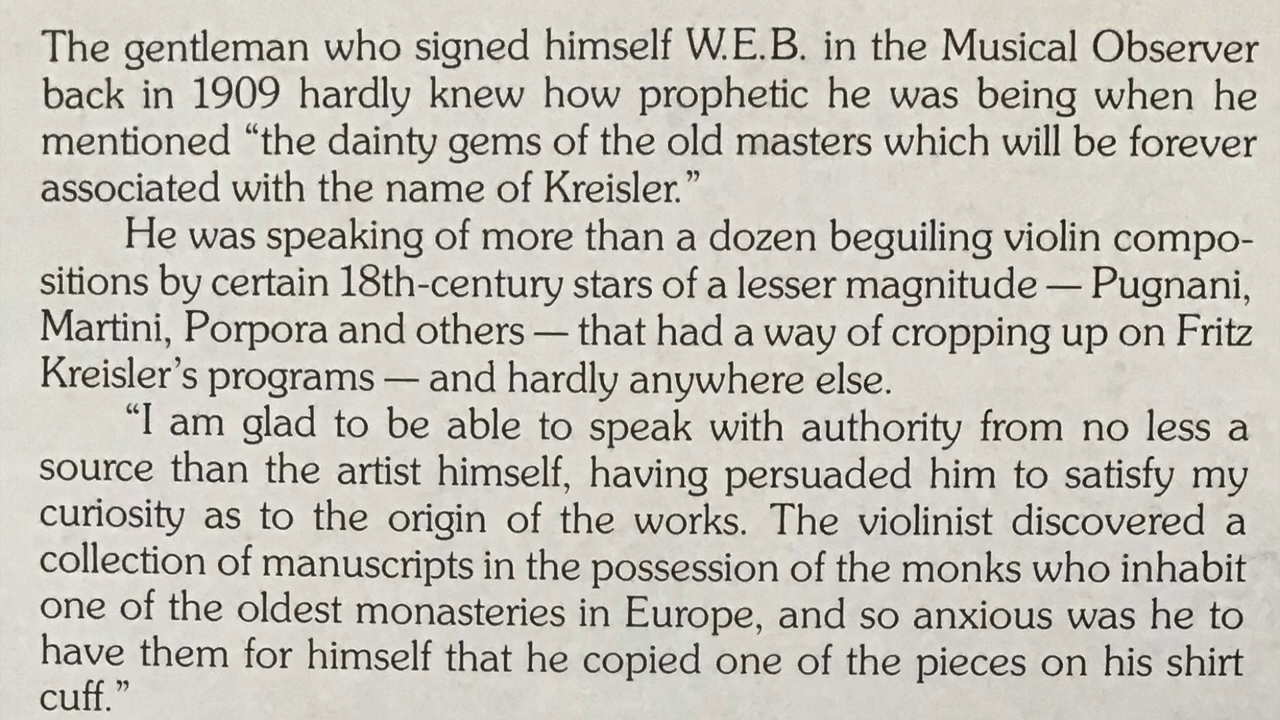 The gentleman who signed himself W.E.B. in the Musical Observer
back in 1909 hardly knew how prophetic he was being when he
mentioned “the dainty gems of the old masters which will be forever
associated with the name of Kreisler.”
He was speaking of more than a dozen beguiling violin compo-
sitions by certain 18th-century stars of a lesser magnitude — Pugnani,
Martini, Porpora and others — that had a way of cropping up on Fritz
Kreisler’s programs — and hardly anywhere else.
“I am glad to be able to speak with authority from no less a
source than the artist himself, having persuaded him to satisfy my
curiosity as to the origin of the works. The violinist discovered a
collection of manuscripts in the possession of the monks who inhabit
one of the oldest monasteries in Europe, and so anxious was he to
have them for himself that he copied one of the pieces on his shirt
cuff.”